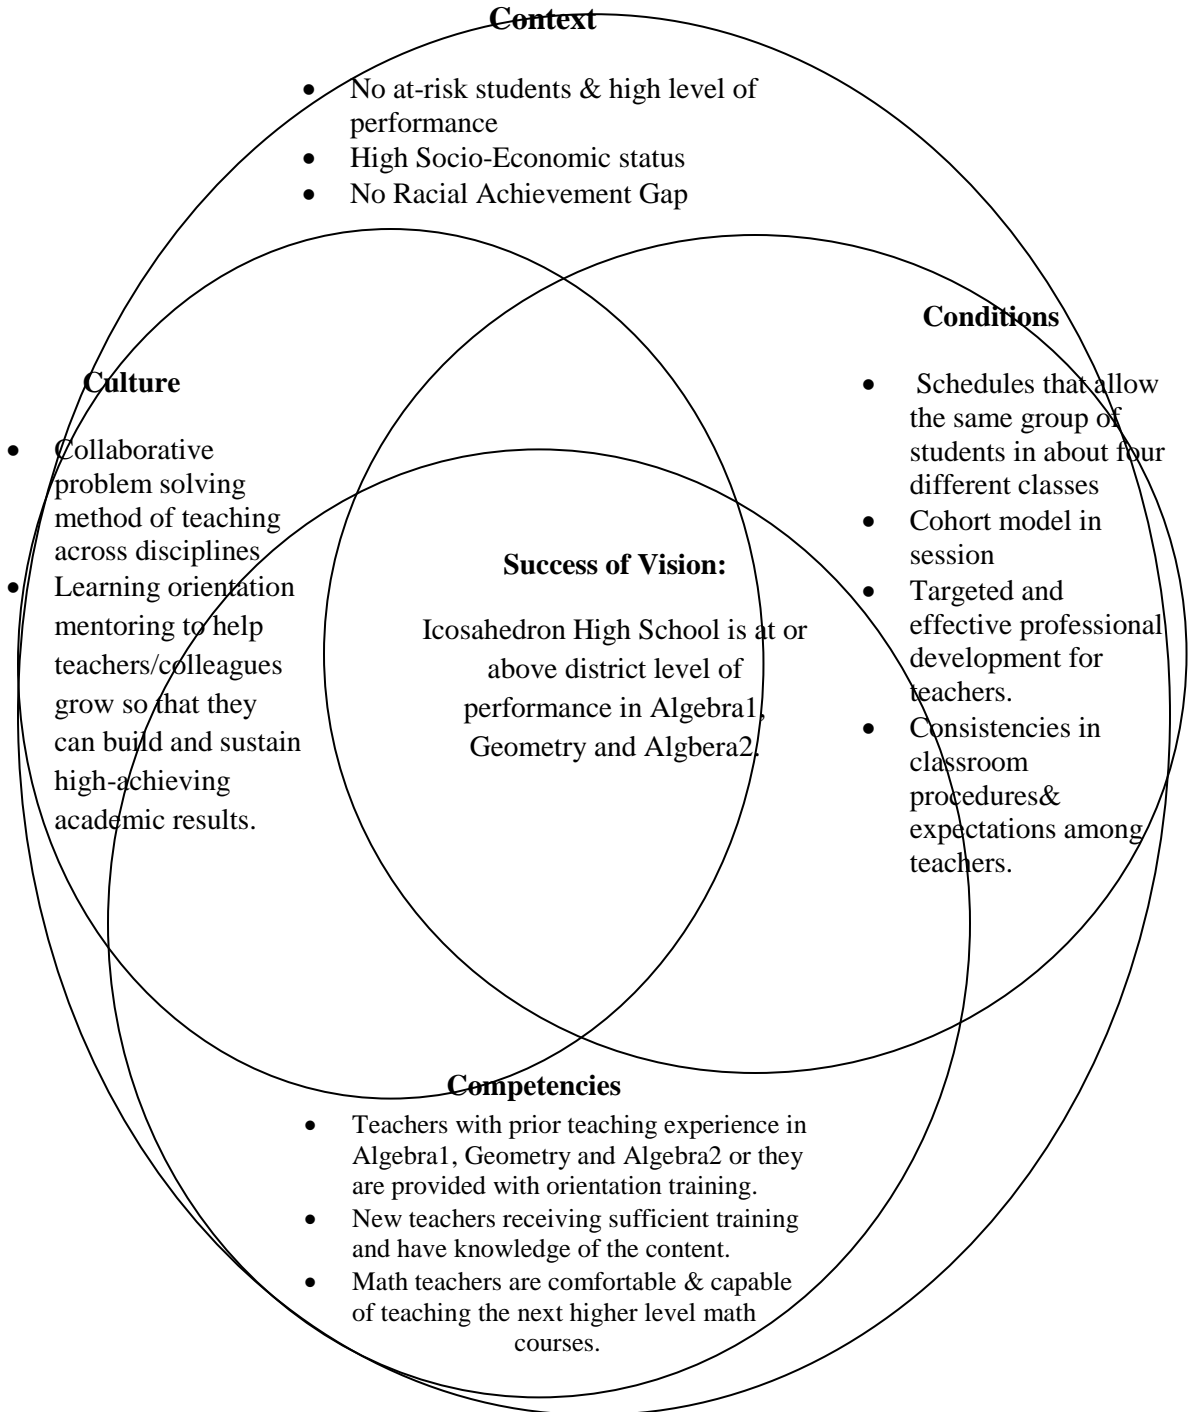 Context
• No at-risk students & high level of
performance
• High Socio-Economic status
• No Racial Achievement Gap
Culture
• Collaborative
problem solving
method of teaching
across disciplines
• Learning orientation
mentoring to help
teachers/colleagues
grow so that they
can build and sustain
high-achieving
academic results.
Conditions
• Schedules that allow
the same group of
students in about four
different classes
• Cohort model in
session
• Targeted and
effective professional
development for
teachers.
• Consistencies in
classroom
procedures&
expectations among
teachers.
Success of Vision:
Icosahedron High School is at or
above district level of
performance in Algebra1,
Geometry and Algbera2.
Competencies
• Teachers with prior teaching experience in
Algebra1, Geometry and Algebra2 or they
are provided with orientation training.
• New teachers receiving sufficient training
and have knowledge of the content.
• Math teachers are comfortable & capable
of teaching the next higher level math
courses.